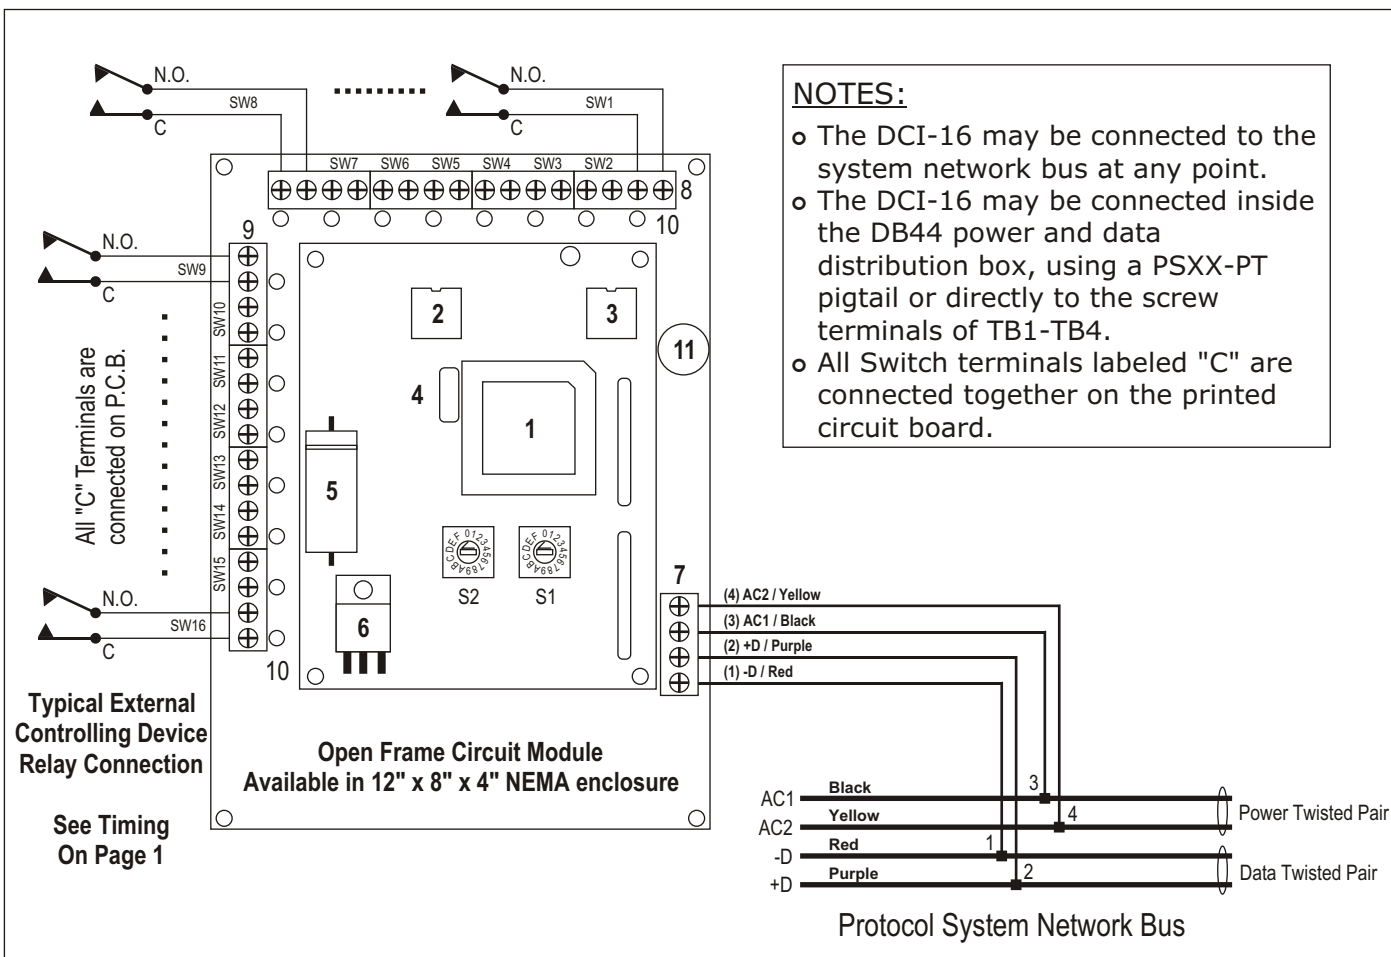 N.O.
SW8
C
N.O.
SW1
C
NOTES:
The DCI-16 may be connected to the
system network bus at any point.
The DCI-16 may be connected inside
the DB44 power and data
distribution box, using a PSXX-PT
pigtail or directly to the screw
terminals of TB1-TB4.
All Switch terminals labeled "C" are
connected together on the printed
circuit board.
SW7
SW6
SW5
SW4
SW3
SW2
8
10
9
N.O.
SW9
C
SW10
SW11
SW12
SW13
SW14
SW15
All "C" Terminals are
connected on P.C.B.
N.O.
SW16
C
10
2
3
11
4
1
5
0123456789ABCDEF
S2
0123456789ABCDEF
S1
6
7
(4) AC2 / Yellow
(3) AC1 / Black
(2) +D / Purple
(1) -D / Red
Typical External
Controlling Device
Relay Connection
See Timing
On Page 1
Open Frame Circuit Module
Available in 12" x 8" x 4" NEMA enclosure
AC1 Black 3
AC2 Yellow 4
Power Twisted Pair
-D Red 1
+D Purple 2
Data Twisted Pair
Protocol System Network Bus